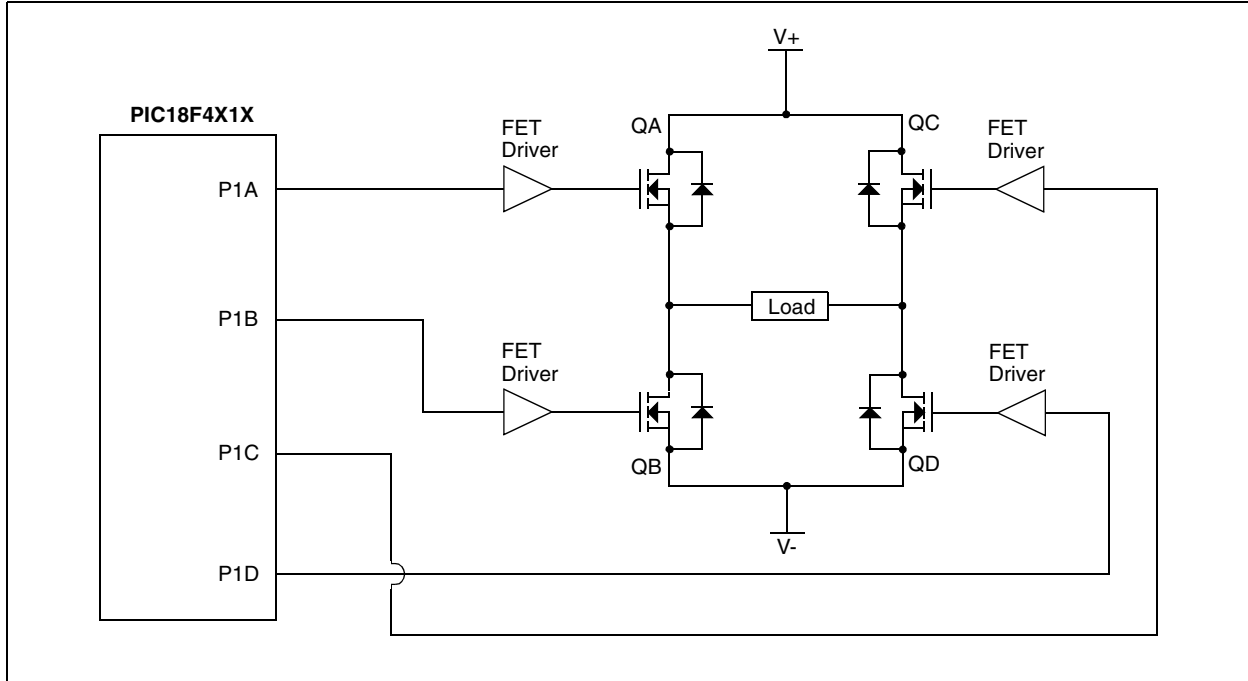 V+
PIC18F4X1X
FET
Driver
QA
QC
FET
Driver
P1A
P1B
Load
FET
Driver
FET
Driver
P1C
QB
QD
V-
P1D